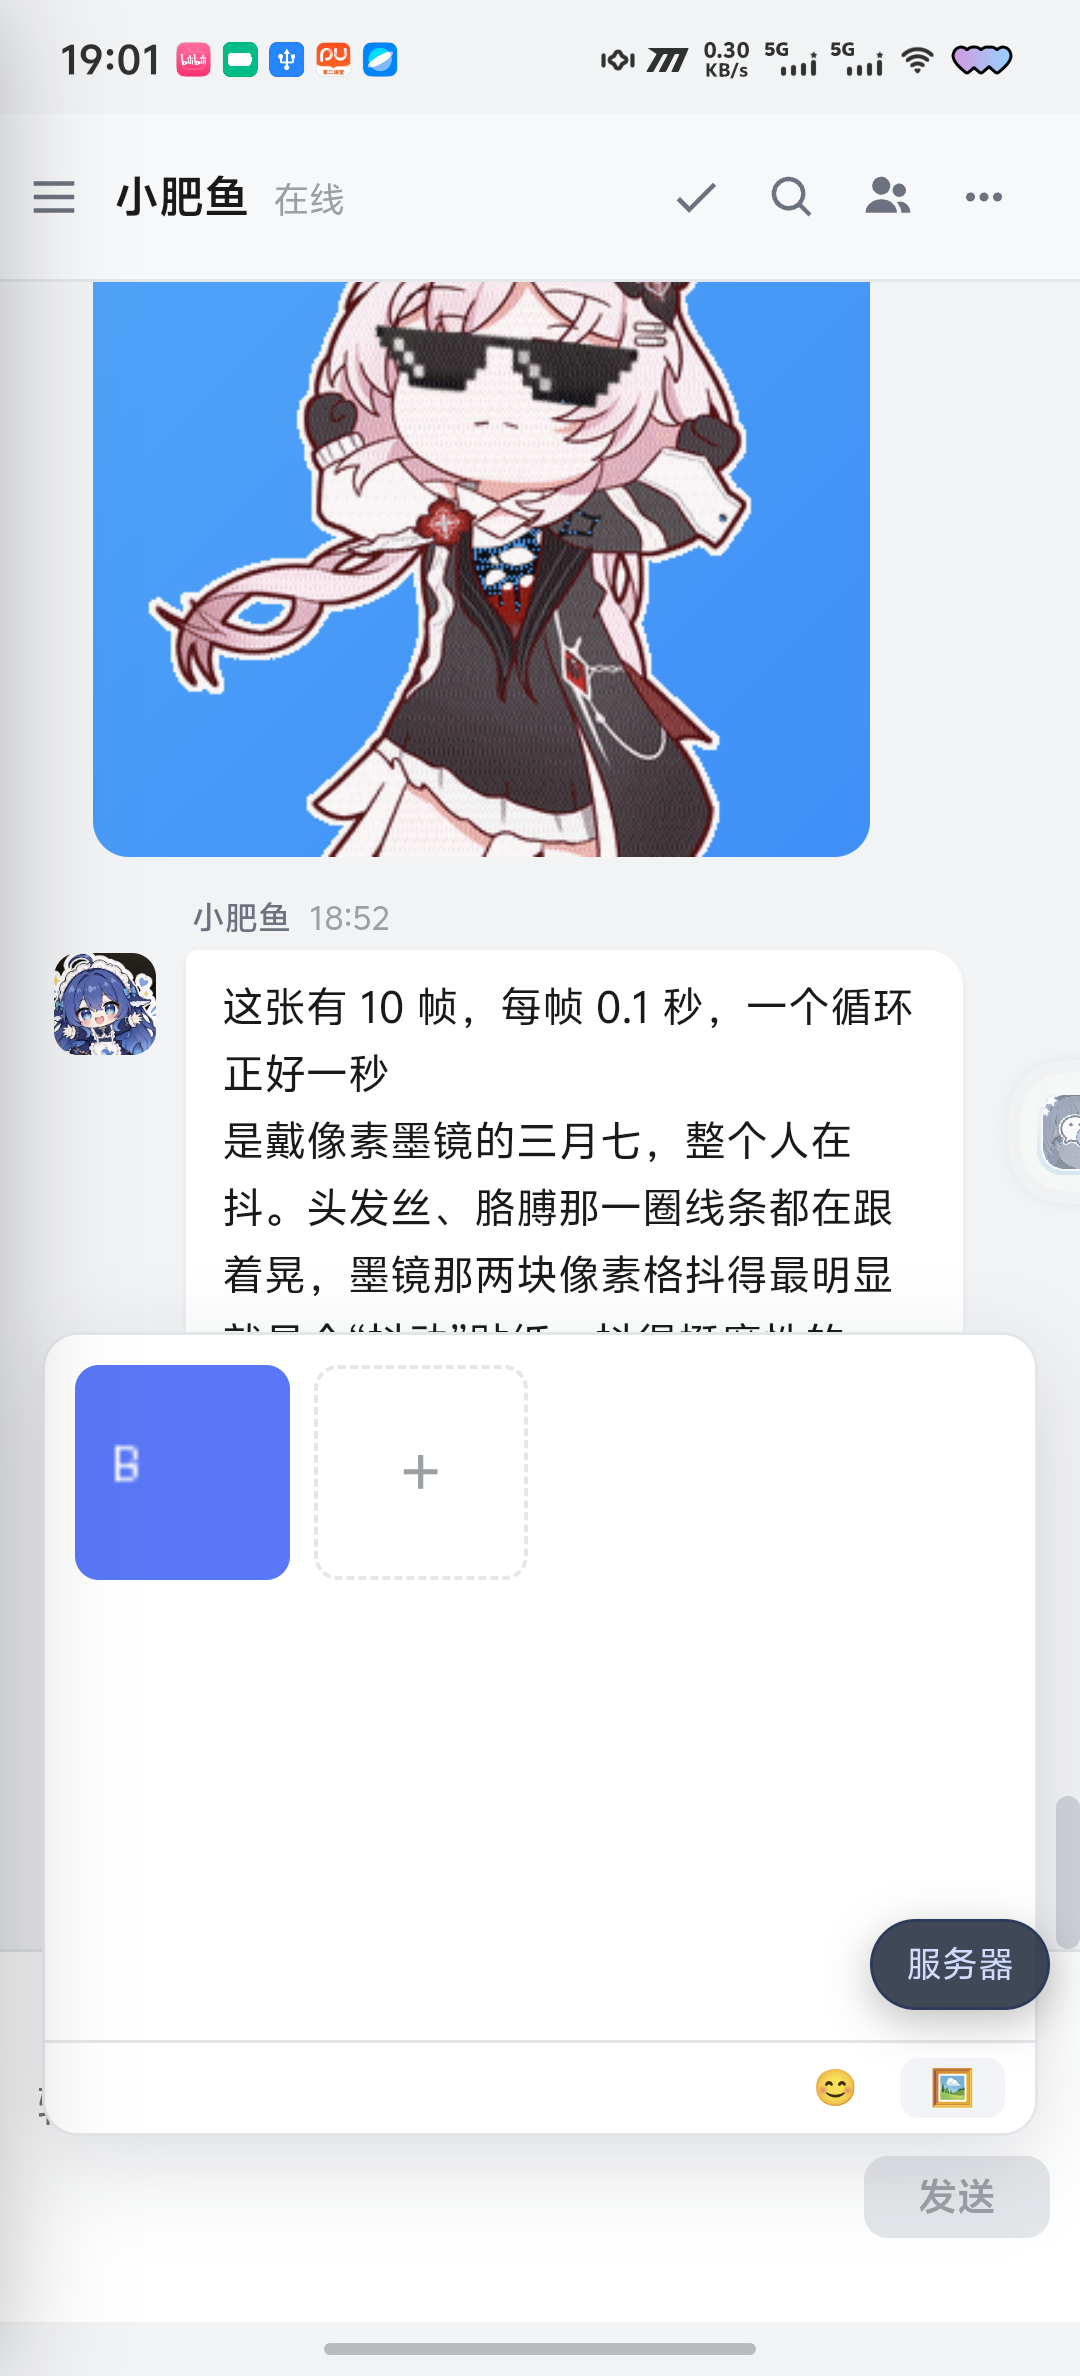 19:01
bilibili
PU
0.30
KB/s
5G
5G
小肥鱼 在线
小肥鱼 18:52
这张有 10 帧，每帧 0.1 秒，一个循环
正好一秒
是戴像素墨镜的三月七，整个人在
抖。头发丝、胳膊那一圈线条都在跟
着晃，墨镜那两块像素格抖得最明显
B
+
服务器
发送